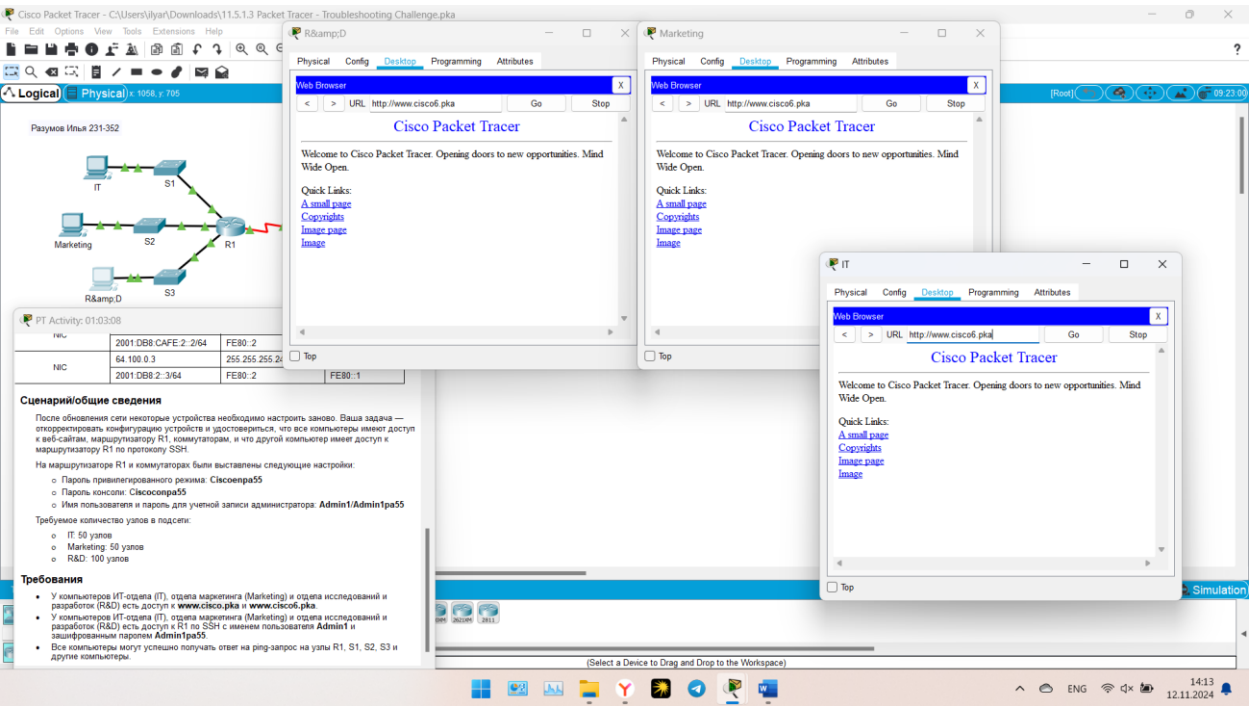 Cisco Packet Tracer - C:\Users\ilyar\Downloads\11.5.1.3 Packet Tracer - Troubleshooting Challenge.pka
File Edit Options View Tools Extensions Help
?
Logical Physical x: 1058, y: 705
[Root] 09:23:00
Разумов Илья 231-352
IT
S1
Marketing
S2
R1
R&amp;D
S3
R&amp;D
Physical Config Desktop Programming Attributes
Web Browser X
< > URL http://www.cisco6.pka Go Stop
Cisco Packet Tracer
Welcome to Cisco Packet Tracer. Opening doors to new opportunities. Mind
Wide Open.
Quick Links:
A small page
Copyrights
Image page
Image
Top
Marketing
Physical Config Desktop Programming Attributes
Web Browser X
< > URL http://www.cisco6.pka Go Stop
Cisco Packet Tracer
Welcome to Cisco Packet Tracer. Opening doors to new opportunities. Mind
Wide Open.
Quick Links:
A small page
Copyrights
Image page
Image
Top
IT
Physical Config Desktop Programming Attributes
Web Browser X
< > URL http://www.cisco6.pka Go Stop
Cisco Packet Tracer
Welcome to Cisco Packet Tracer. Opening doors to new opportunities. Mind
Wide Open.
Quick Links:
A small page
Copyrights
Image page
Image
Top
PT Activity: 01:03:08
NIC
2001:DB8:CAFE:2::2/64 FE80::2
NIC
64.100.0.3 255.255.255.24
2001:DB8:2::3/64 FE80::2 FE80::1
Сценарий/общие сведения
После обновления сети некоторые устройства необходимо настроить заново. Ваша задача —
откорректировать конфигурацию устройств и удостовериться, что все компьютеры имеют доступ
к веб-сайтам, маршрутизатору R1, коммутаторам, и что другой компьютер имеет доступ к
маршрутизатору R1 по протоколу SSH.
На маршрутизаторе R1 и коммутаторах были выставлены следующие настройки:
o Пароль привилегированного режима: Ciscoenpa55
o Пароль консоли: Ciscoconpa55
o Имя пользователя и пароль для учетной записи администратора: Admin1/Admin1pa55
Требуемое количество узлов в подсети:
o IT: 50 узлов
o Marketing: 50 узлов
o R&D: 100 узлов
Требования
• У компьютеров ИТ-отдела (IT), отдела маркетинга (Marketing) и отдела исследований и
разработок (R&D) есть доступ к www.cisco.pka и www.cisco6.pka.
• У компьютеров ИТ-отдела (IT), отдела маркетинга (Marketing) и отдела исследований и
разработок (R&D) есть доступ к R1 по SSH с именем пользователя Admin1 и
зашифрованным паролем Admin1pa55.
• Все компьютеры могут успешно получать ответ на ping-запрос на узлы R1, S1, S2, S3 и
другие компьютеры.
Simulation
2621XM 2811
(Select a Device to Drag and Drop to the Workspace)
ENG
14:13
12.11.2024